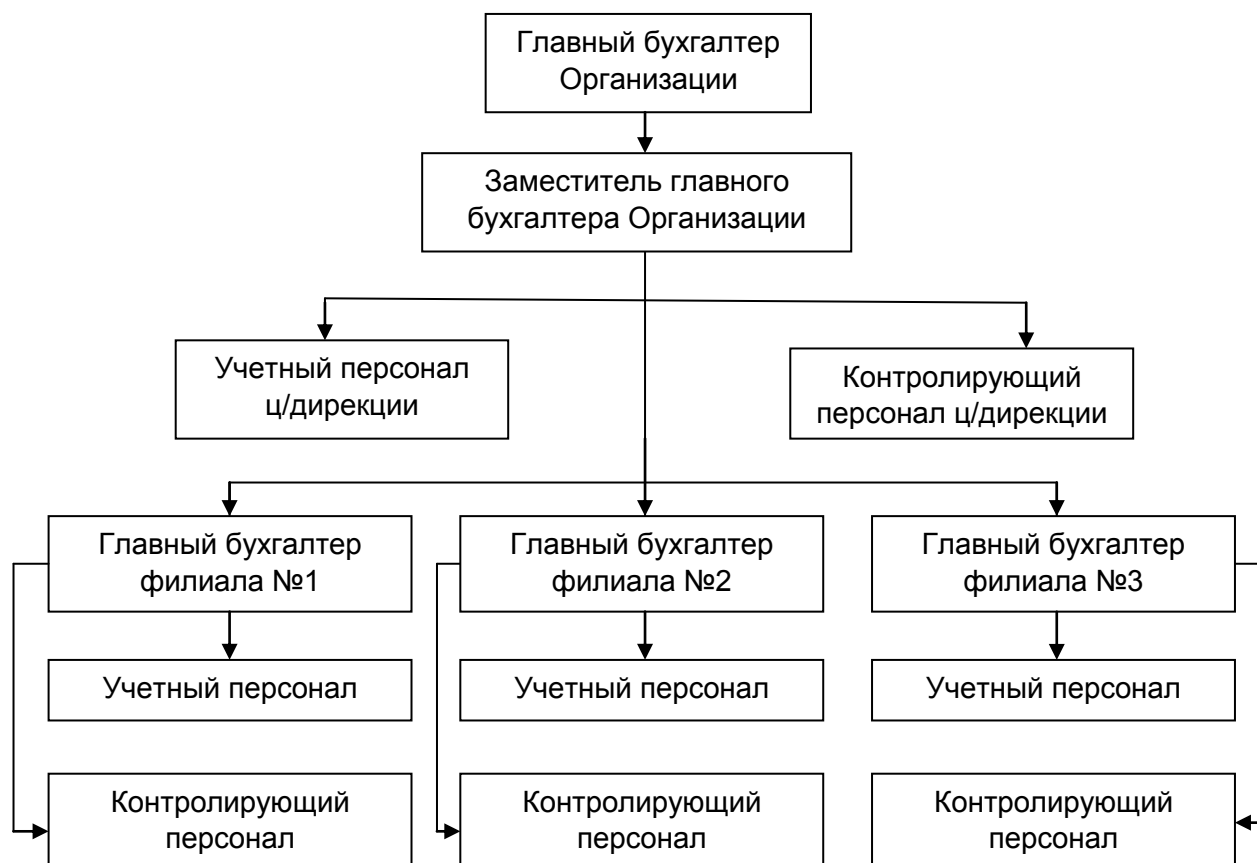 Главный бухгалтер
Организации
Заместитель главного
бухгалтера Организации
Учетный персонал
ц/дирекции
Контролирующий
персонал ц/дирекции
Главный бухгалтер
филиала №1
Главный бухгалтер
филиала №2
Главный бухгалтер
филиала №3
Учетный персонал
Учетный персонал
Учетный персонал
Контролирующий
персонал
Контролирующий
персонал
Контролирующий
персонал